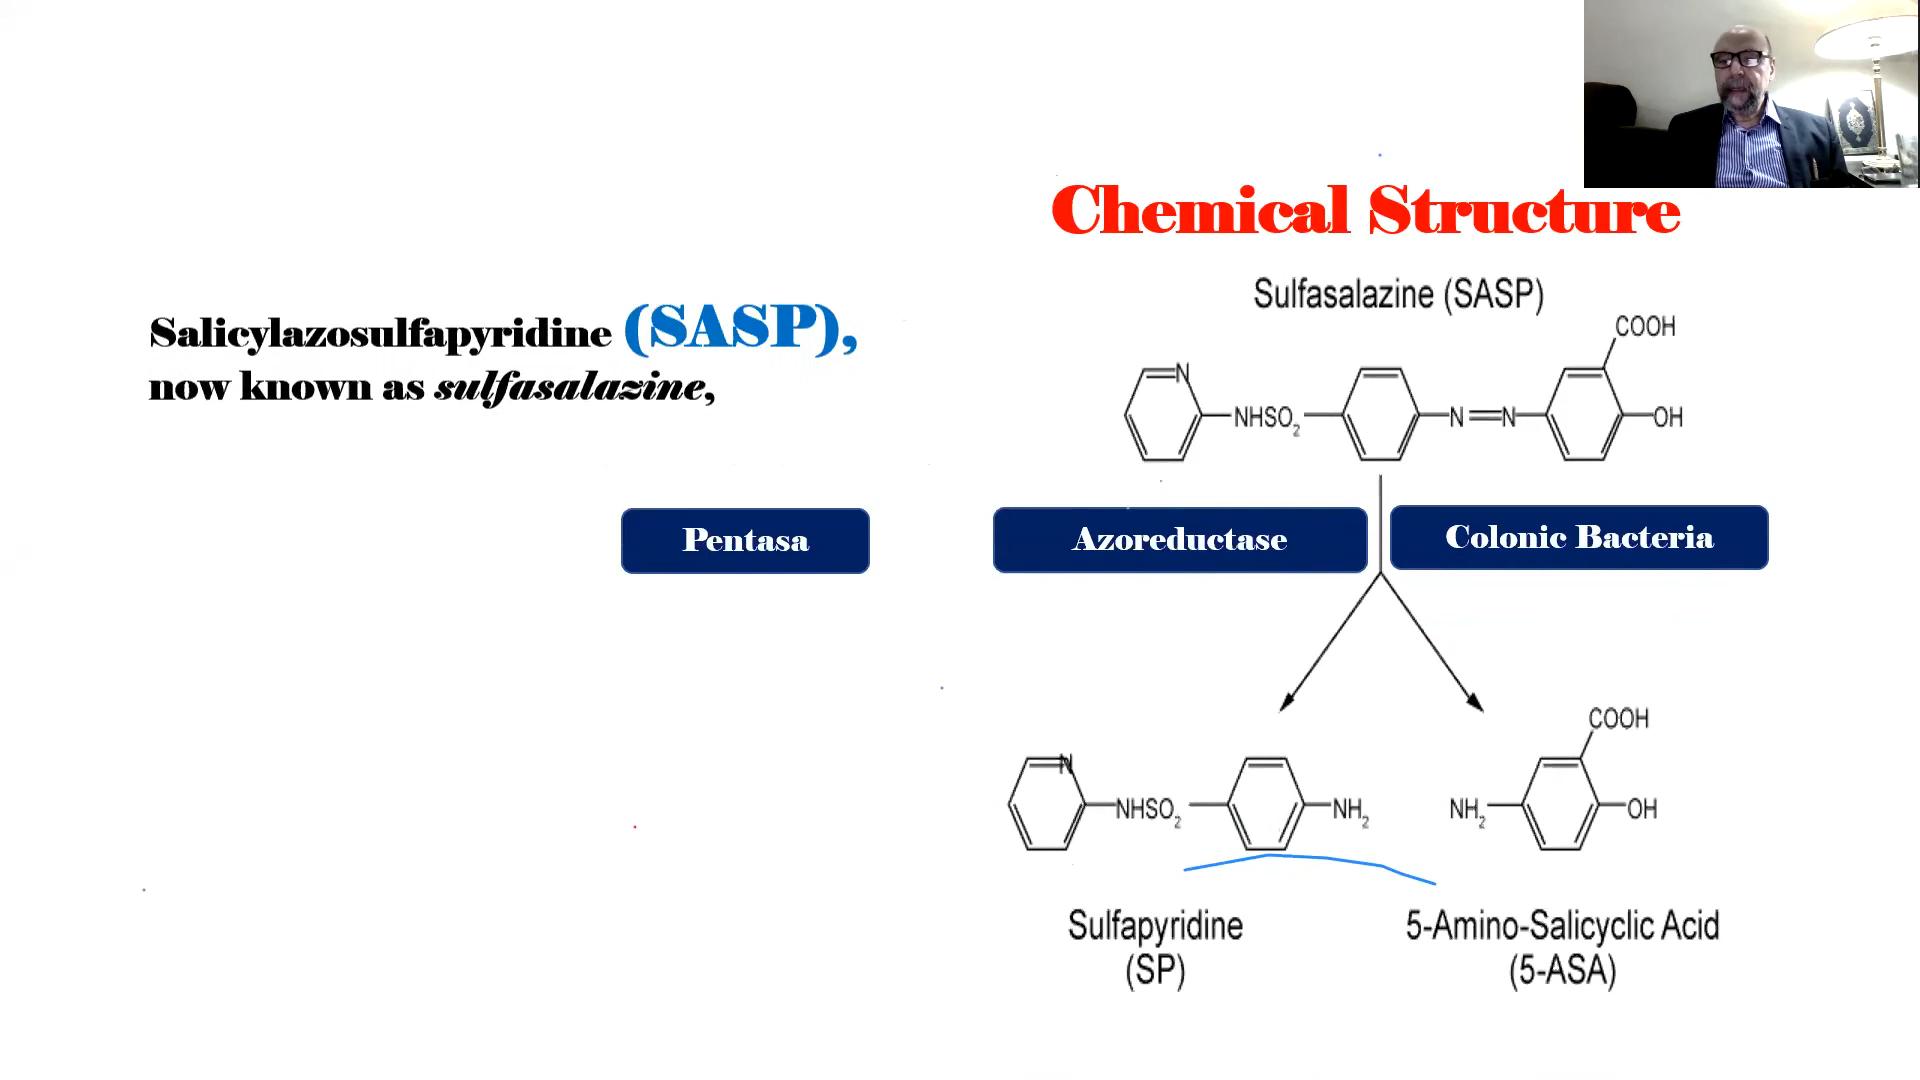 Chemical Structure
Salicylazosulfapyridine (SASP),
now known as sulfasalazine,
Sulfasalazine (SASP)
COOH
N
NHSO2
N=N
OH
Pentasa
Azoreductase
Colonic Bacteria
COOH
N
NHSO2
NH2
NH2
OH
Sulfapyridine
(SP)
5-Amino-Salicyclic Acid
(5-ASA)